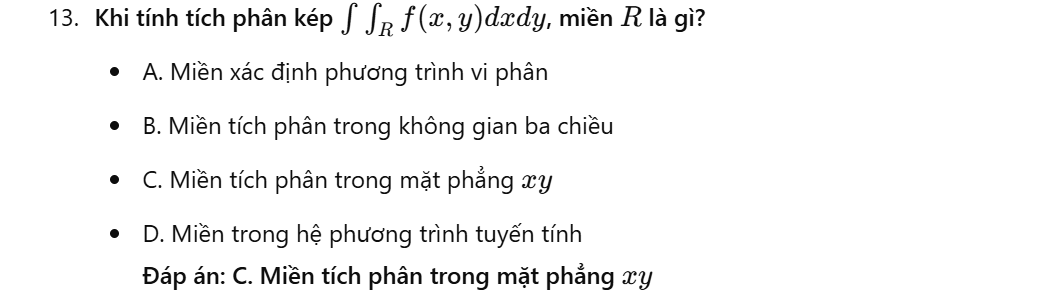 13. Khi tính tích phân kép ∫ ∫_R f(x, y)dxdy, miền R là gì?
• A. Miền xác định phương trình vi phân
• B. Miền tích phân trong không gian ba chiều
• C. Miền tích phân trong mặt phẳng xy
• D. Miền trong hệ phương trình tuyến tính
Đáp án: C. Miền tích phân trong mặt phẳng xy